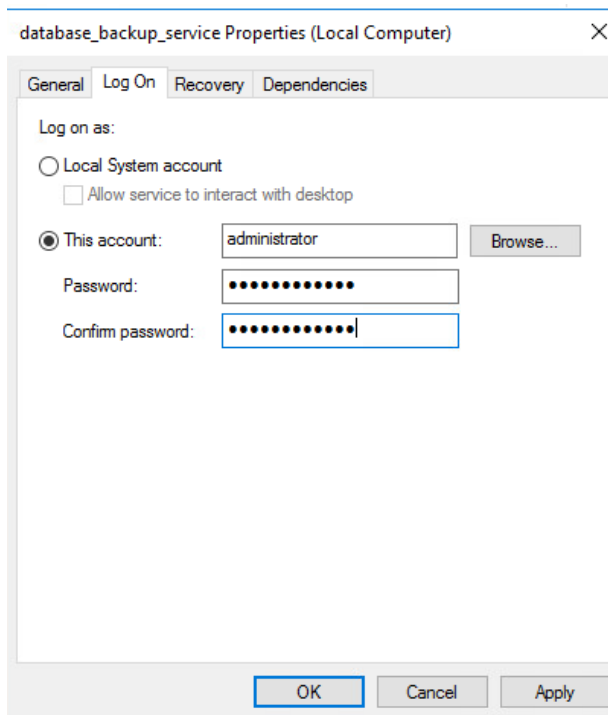 database_backup_service Properties (Local Computer)
General Log On Recovery Dependencies
Log on as:
Local System account
Allow service to interact with desktop
This account: administrator Browse...
Password: ●●●●●●●●●●●●
Confirm password: ●●●●●●●●●●●●
OK Cancel Apply